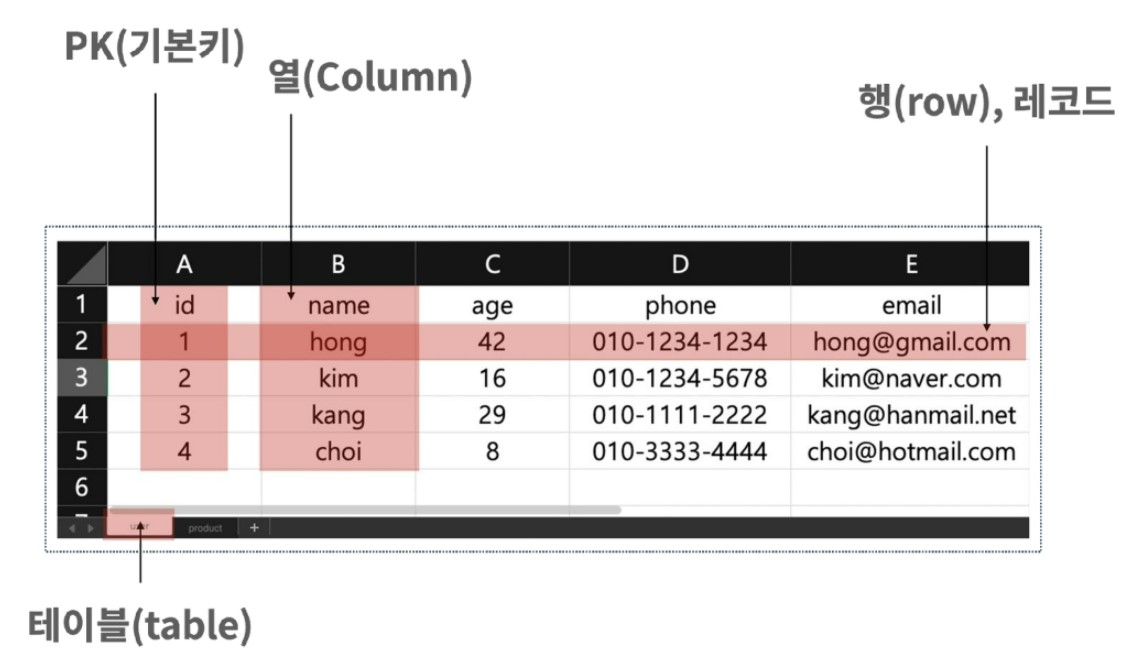 PK(기본키)
열(Column)
행(row), 레코드
A B C D E
1 id name age phone email
2 1 hong 42 010-1234-1234 hong@gmail.com
3 2 kim 16 010-1234-5678 kim@naver.com
4 3 kang 29 010-1111-2222 kang@hanmail.net
5 4 choi 8 010-3333-4444 choi@hotmail.com
6
user product +
테이블(table)